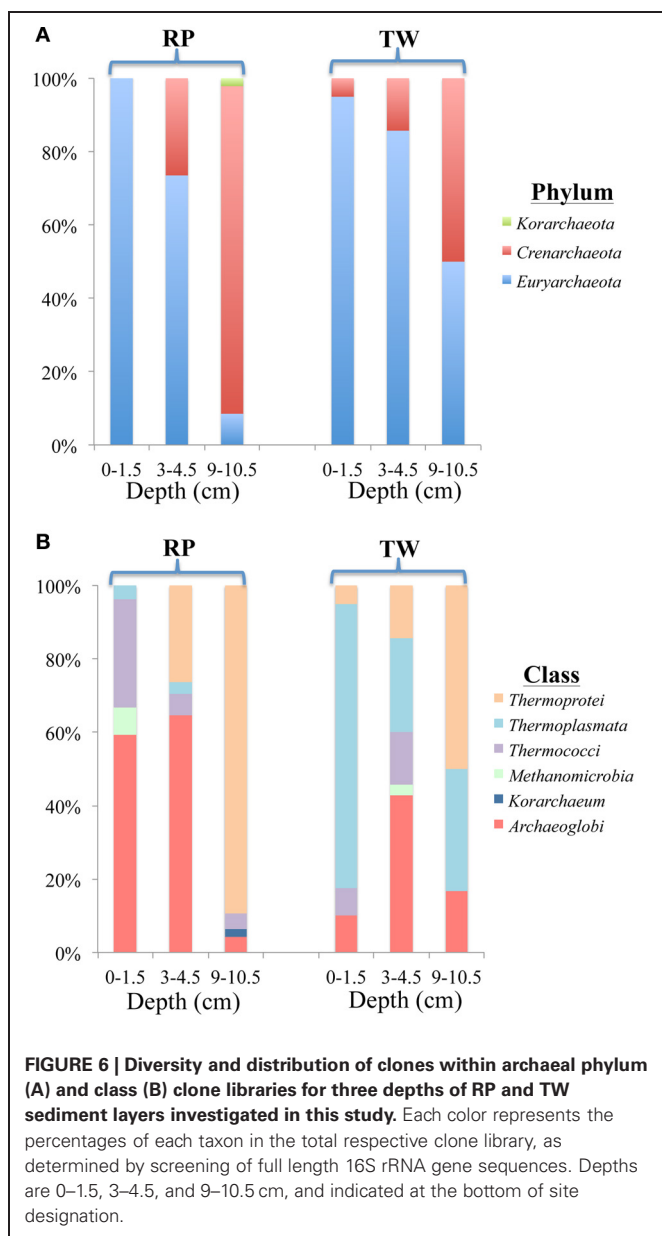 A
RP
TW
100%
80%
60%
40%
20%
0%
0-1.5 3-4.5 9-10.5
Depth (cm)
0-1.5 3-4.5 9-10.5
Depth (cm)
Phylum
Korarchaeota
Crenarchaeota
Euryarchaeota
B
RP
TW
100%
80%
60%
40%
20%
0%
0-1.5 3-4.5 9-10.5
Depth (cm)
0-1.5 3-4.5 9-10.5
Depth (cm)
Class
Thermoprotei
Thermoplasmata
Thermococci
Methanomicrobia
Korarchaeum
Archaeoglobi
FIGURE 6 | Diversity and distribution of clones within archaeal phylum
(A) and class (B) clone libraries for three depths of RP and TW
sediment layers investigated in this study. Each color represents the
percentages of each taxon in the total respective clone library, as
determined by screening of full length 16S rRNA gene sequences. Depths
are 0–1.5, 3–4.5, and 9–10.5 cm, and indicated at the bottom of site
designation.